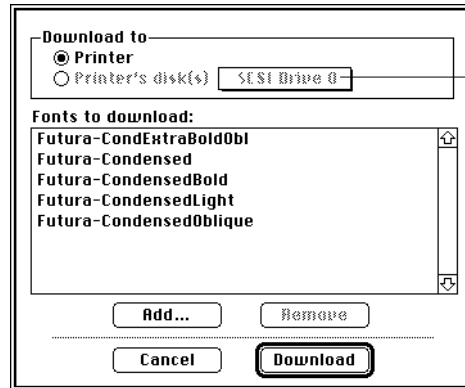 Download to
Printer
Printer's disk(s) SCSI Drive 0
Fonts to download:
Futura-CondExtraBoldObl
Futura-Condensed
Futura-CondensedBold
Futura-CondensedLight
Futura-CondensedOblique
Add... Remove
Cancel Download